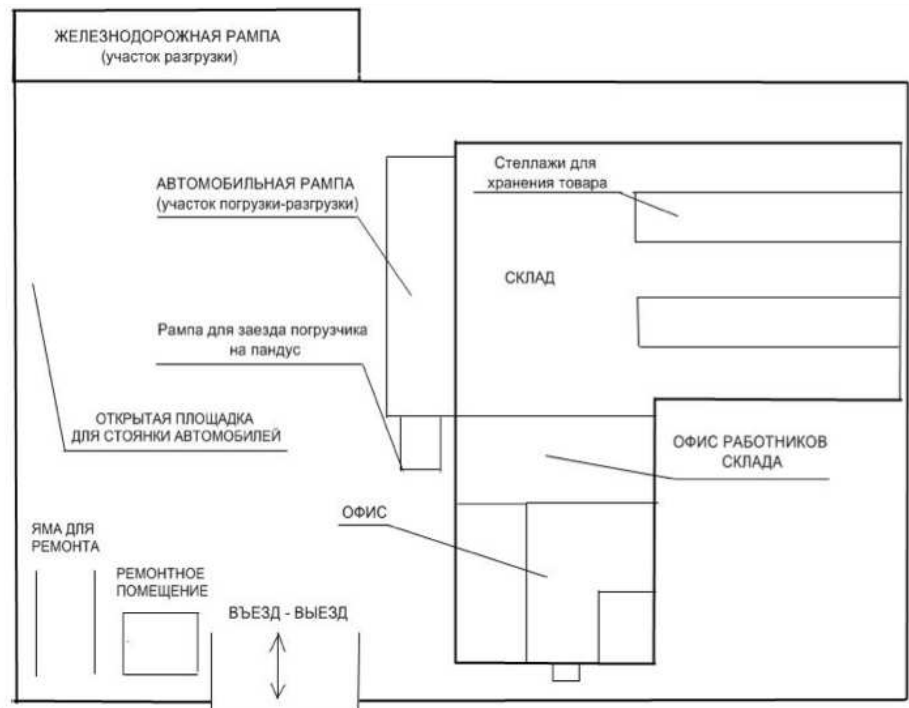 ЖЕЛЕЗНОДОРОЖНАЯ РАМПА
(участок разгрузки)
Стеллажи для
хранения товара
АВТОМОБИЛЬНАЯ РАМПА
(участок погрузки-разгрузки)
СКЛАД
Рампа для заезда погрузчика
на пандус
ОТКРЫТАЯ ПЛОЩАДКА
ДЛЯ СТОЯНКИ АВТОМОБИЛЕЙ
ОФИС РАБОТНИКОВ
СКЛАДА
ОФИС
ЯМА ДЛЯ
РЕМОНТА
РЕМОНТНОЕ
ПОМЕЩЕНИЕ
ВЪЕЗД - ВЫЕЗД